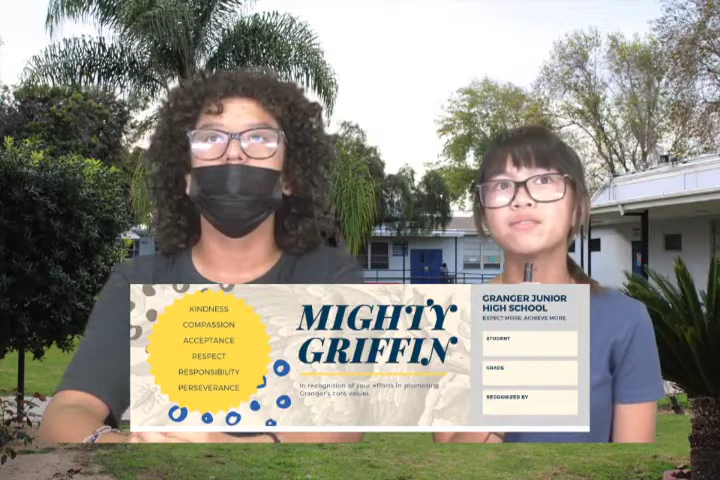 KINDNESS
COMPASSION
ACCEPTANCE
RESPECT
RESPONSIBILITY
PERSEVERANCE
MIGHTY
GRIFFIN
In recognition of your efforts in promoting
Granger's core values
GRANGER JUNIOR
HIGH SCHOOL
EXPECT MORE. ACHIEVE MORE.
STUDENT
GRADE
RECOGNIZED BY